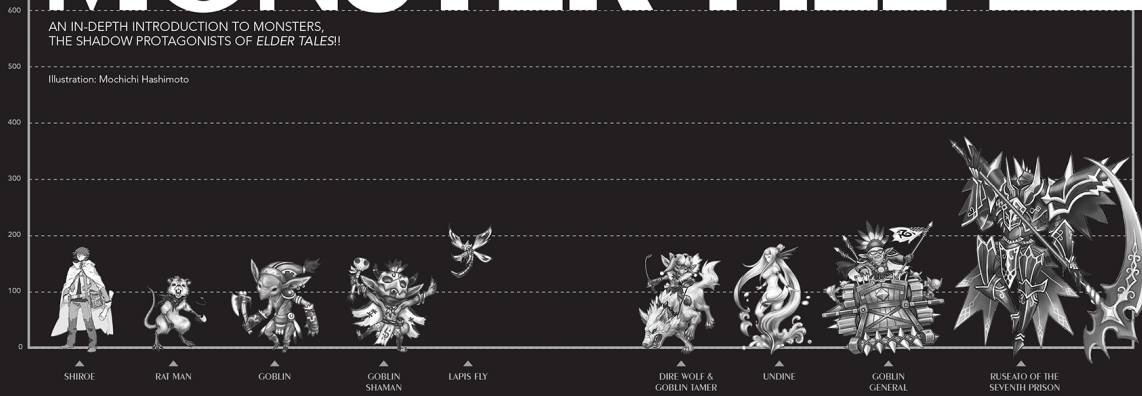 600
AN IN-DEPTH INTRODUCTION TO MONSTERS,
THE SHADOW PROTAGONISTS OF ELDER TALES!!
500
Illustration: Mochichi Hashimoto
400
300
200
100
0
SHIROE
RAT MAN
GOBLIN
GOBLIN
SHAMAN
LAPIS FLY
DIRE WOLF &
GOBLIN TAMER
UNDINE
GOBLIN
GENERAL
RUSEATO OF THE
SEVENTH PRISON